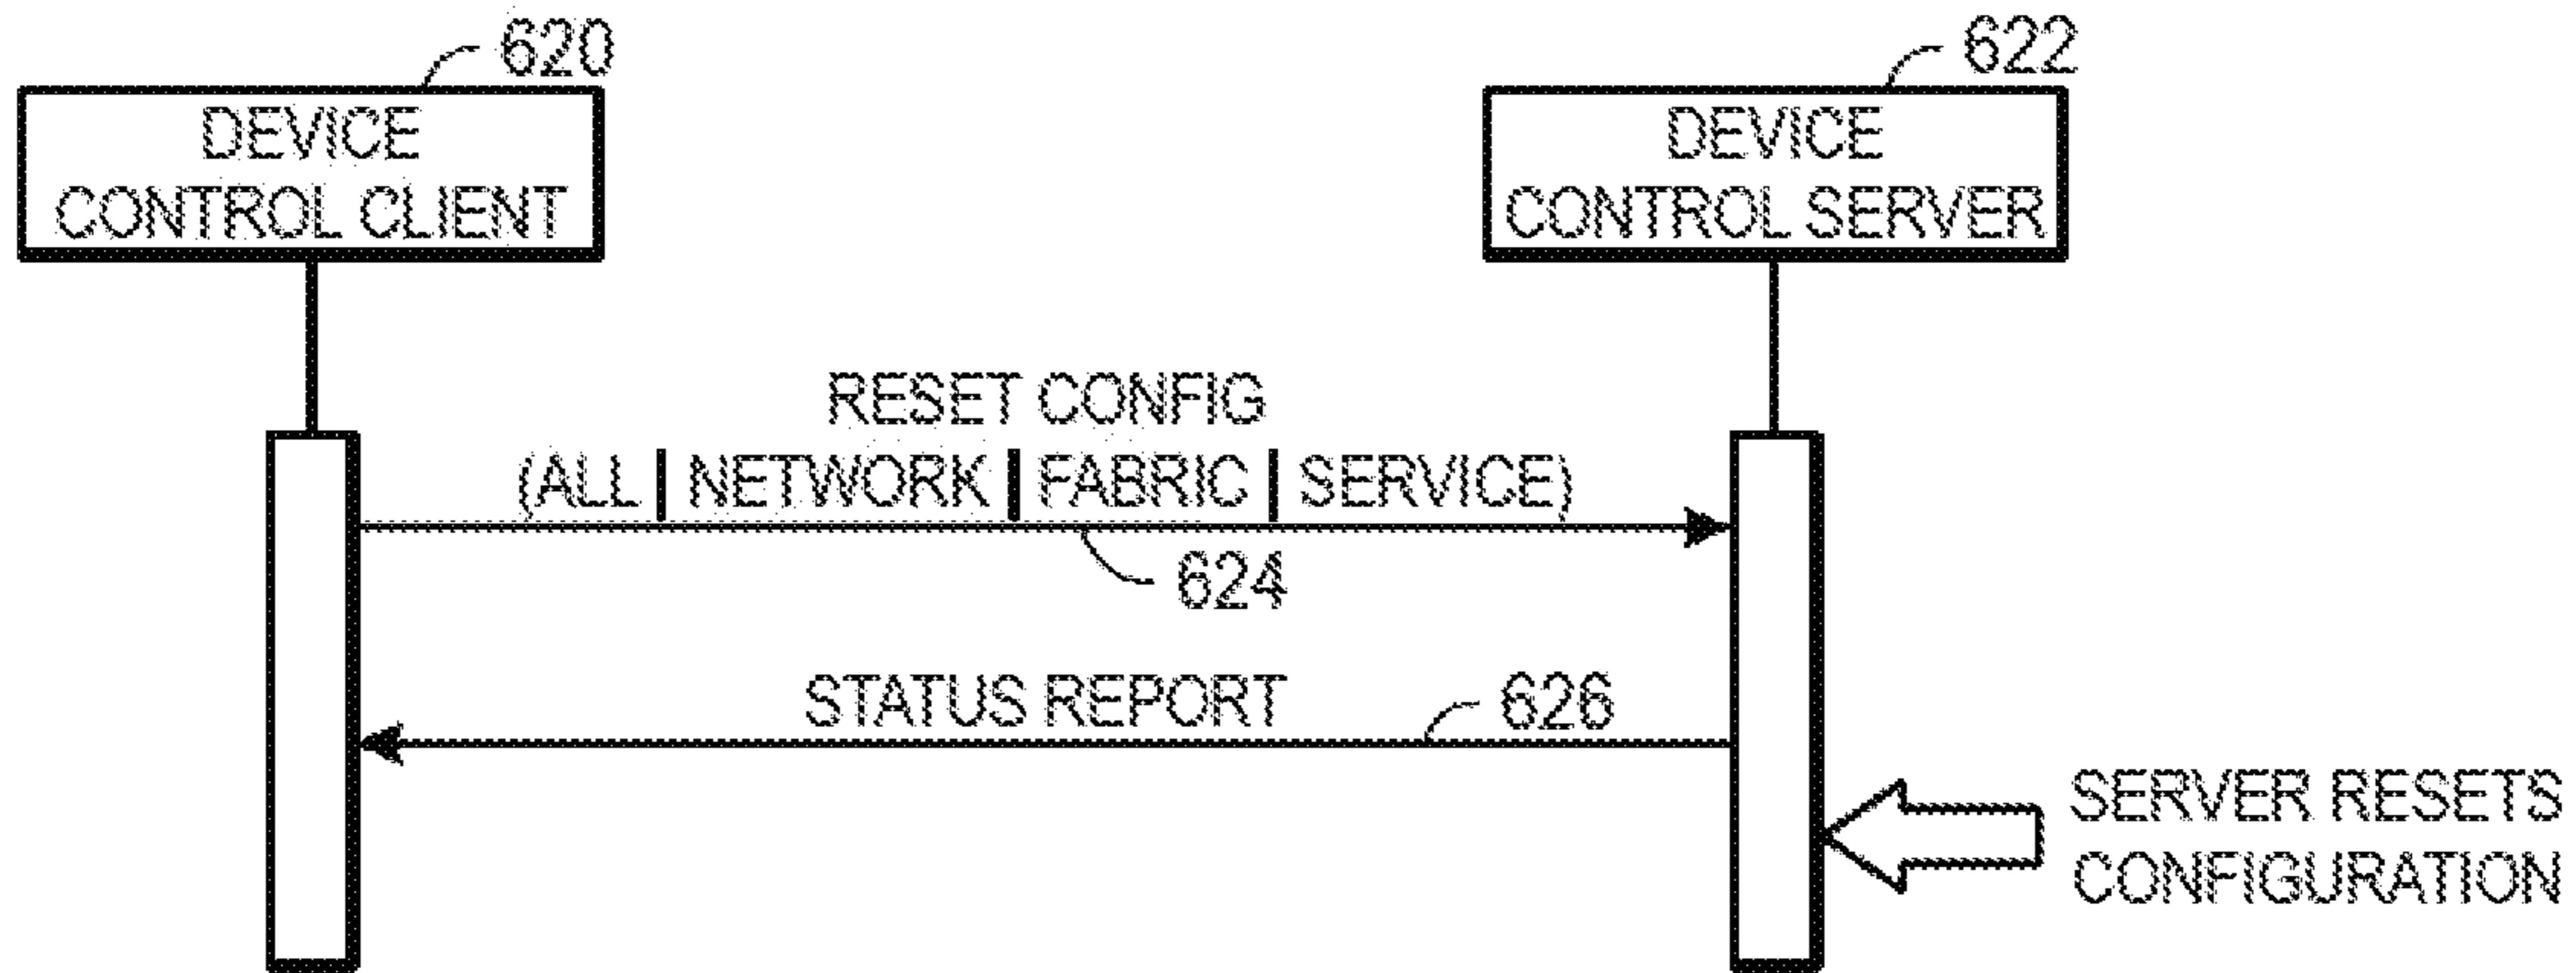 620
622
DEVICE
CONTROL CLIENT
DEVICE
CONTROL SERVER
RESET CONFIG
(ALL | NETWORK | FABRIC | SERVICE)
624
STATUS REPORT
626
SERVER RESETS
CONFIGURATION